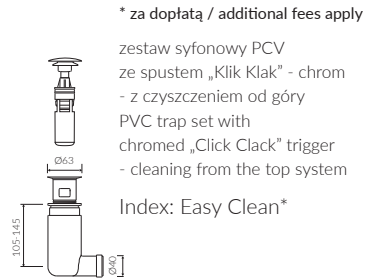 * za dopłatą / additional fees apply
zestaw syfonowy PCV
ze spustem „Klik Klak” - chrom
- z czyszczeniem od góry
PVC trap set with
chromed „Click Clack” trigger
- cleaning from the top system
Index: Easy Clean*
Ø63
105-145
Ø40